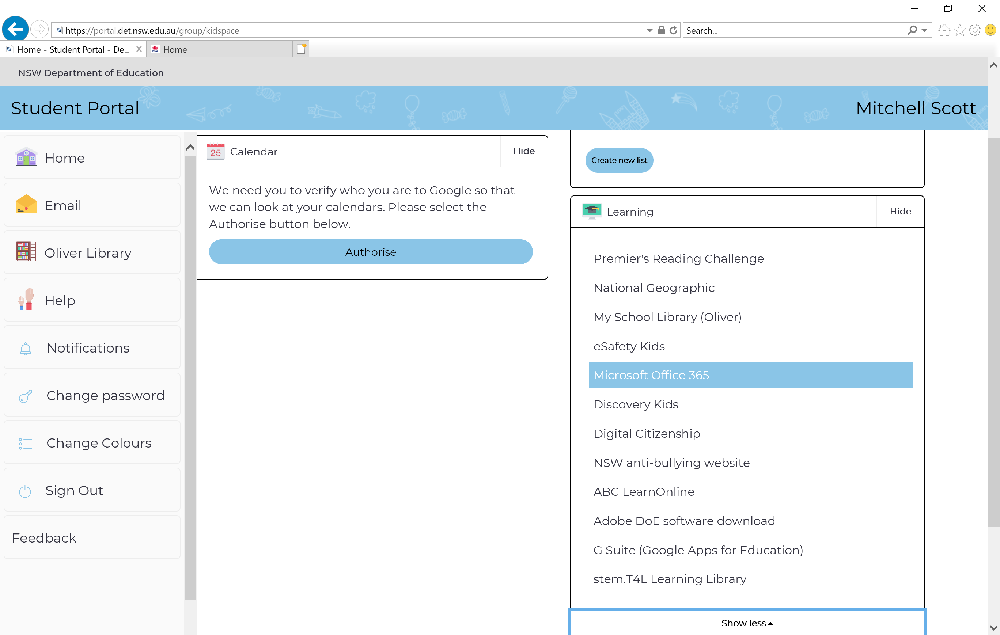 https://portal.det.nsw.edu.au/group/kidspace
Search...
Home - Student Portal - De...
Home
NSW Department of Education
Student Portal
Mitchell Scott
Home
Email
Oliver Library
Help
Notifications
Change password
Change Colours
Sign Out
Feedback
25
Calendar
Hide
We need you to verify who you are to Google so that
we can look at your calendars. Please select the
Authorise button below.
Authorise
Create new list
Learning
Hide
Premier's Reading Challenge
National Geographic
My School Library (Oliver)
eSafety Kids
Microsoft Office 365
Discovery Kids
Digital Citizenship
NSW anti-bullying website
ABC LearnOnline
Adobe DoE software download
G Suite (Google Apps for Education)
stem.T4L Learning Library
Show less